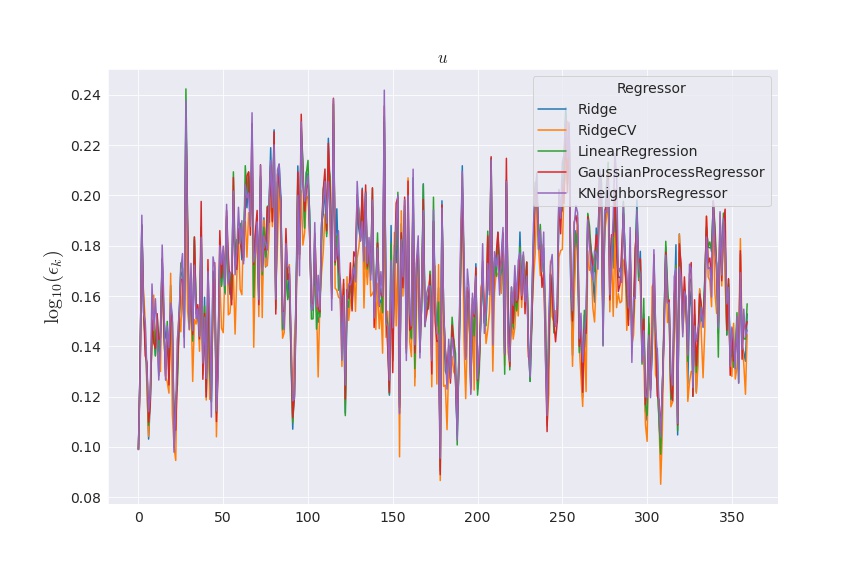 u
Regressor
Ridge
RidgeCV
LinearRegression
GaussianProcessRegressor
KNeighborsRegressor
log₁₀(ϵₖ)
0.24
0.22
0.20
0.18
0.16
0.14
0.12
0.10
0.08
0 50 100 150 200 250 300 350